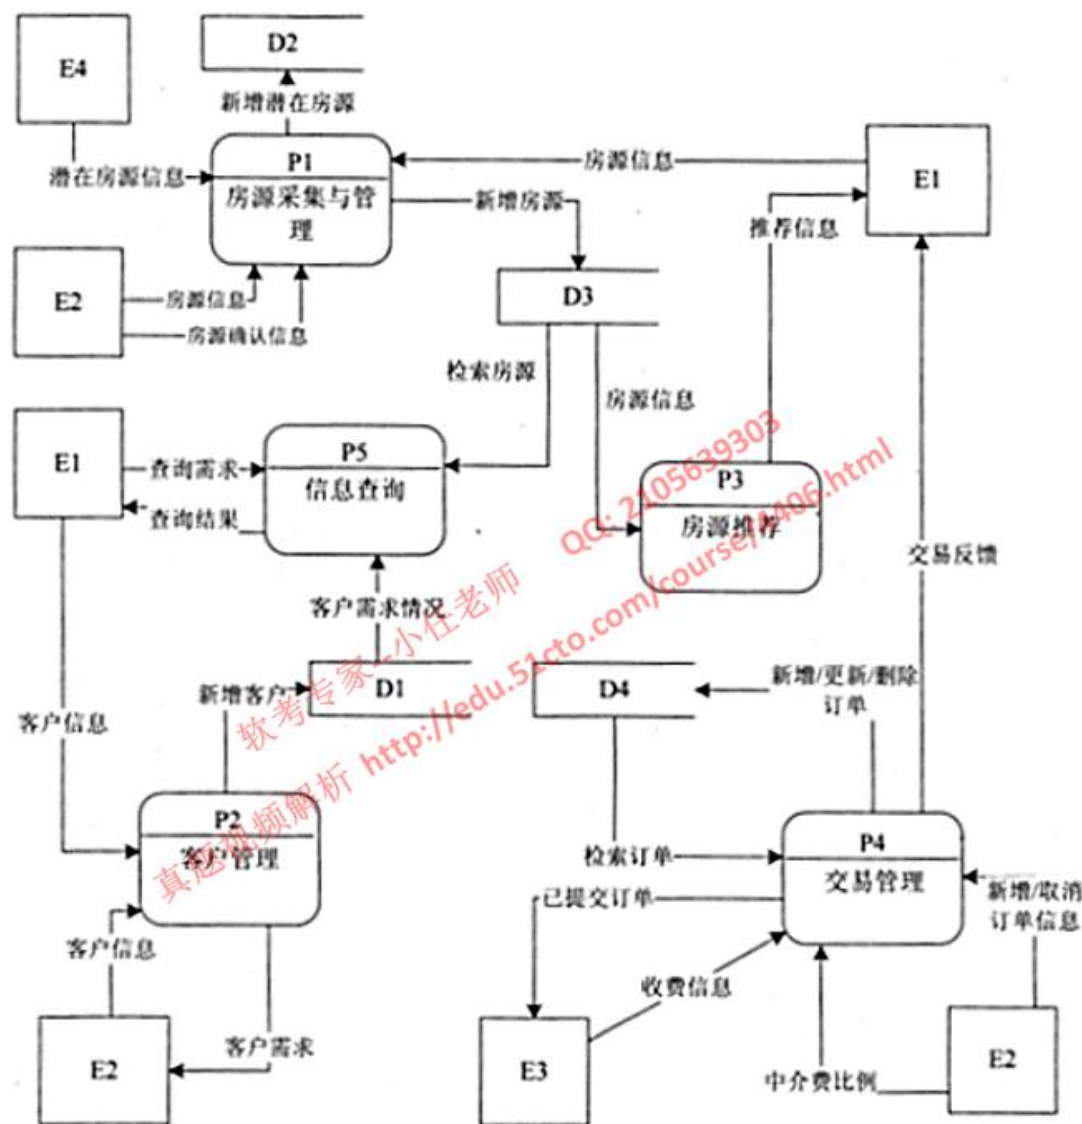 E4
D2
新增潜在房源
P1
房源采集与管
理
潜在房源信息
房源信息
E1
新增房源
推荐信息
E2
房源信息
房源确认信息
D3
检索房源
房源信息
E1
查询需求
查询结果
P5
信息查询
P3
房源推荐
交易反馈
客户需求情况
新增客户
D1
D4
新增/更新/删除
订单
客户信息
P2
客户管理
P4
交易管理
检索订单
已提交订单
新增/取消
订单信息
客户信息
收费信息
E2
客户需求
E3
中介费比例
E2
软考专家--小任老师 QQ: 2105639303
真题视频解析 http://edu.51cto.com/course/4406.html